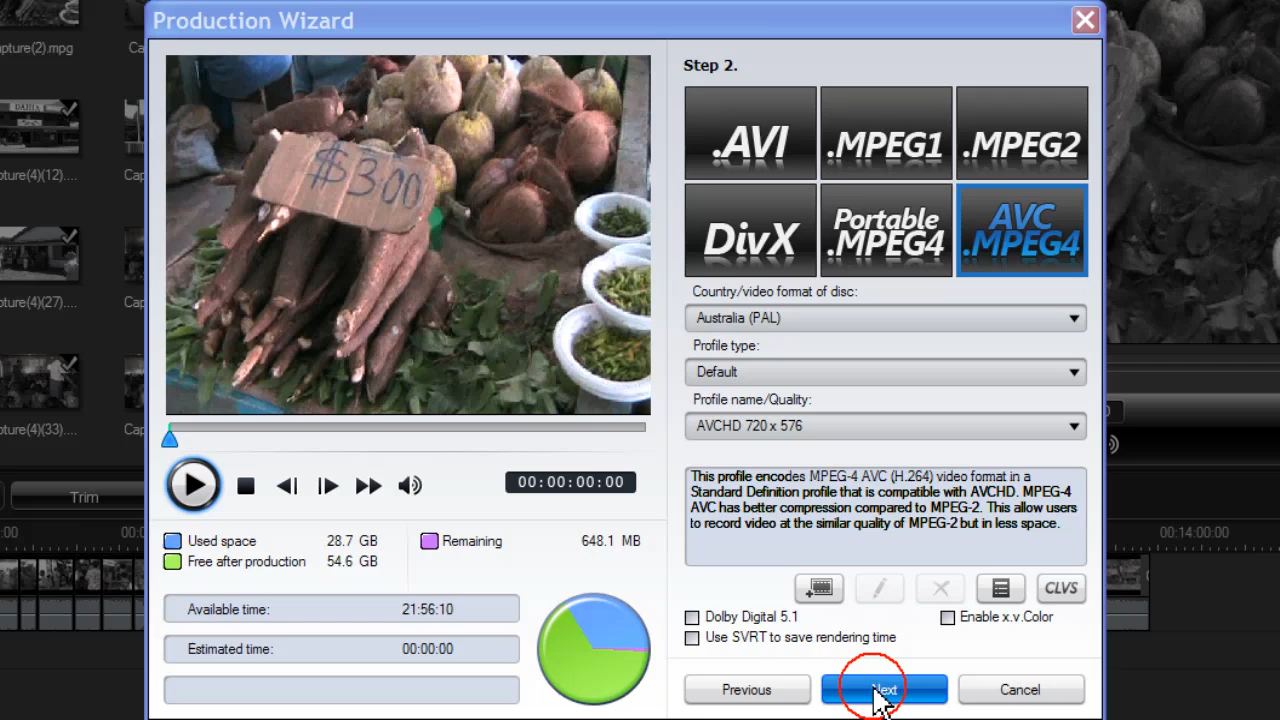 Production Wizard
pture(2).mpg
Ca
pture(4)(12)....
Cap
pture(4)(27)....
Cap
pture(4)(33)....
Cap
Trim
:00
00:
DAHIA
$3.00
00:00:00:00
Used space 28.7 GB
Remaining 648.1 MB
Free after production 54.6 GB
Available time: 21:56:10
Estimated time: 00:00:00
Step 2.
.AVI
.MPEG1
.MPEG2
DivX
Portable
.MPEG4
AVC
.MPEG4
Country/video format of disc:
Australia (PAL)
Profile type:
Default
Profile name/Quality:
AVCHD 720 x 576
This profile encodes MPEG-4 AVC (H.264) video format in a
Standard Definition profile that is compatible with AVCHD. MPEG-4
AVC has better compression compared to MPEG-2. This allow users
to record video at the similar quality of MPEG-2 but in less space.
CLVS
Dolby Digital 5.1
Enable x.v.Color
Use SVRT to save rendering time
Previous
Next
Cancel
00:14:00:00